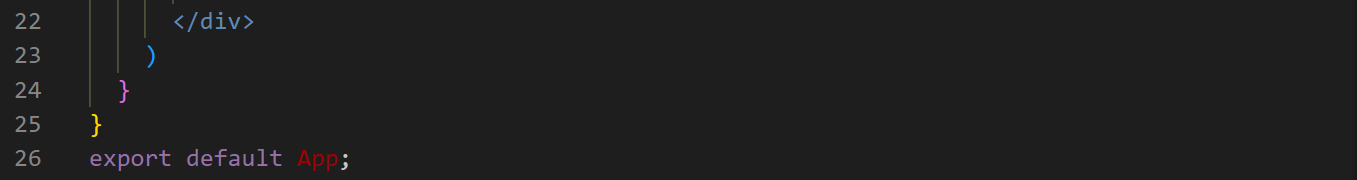 22 </div>
23 )
24 }
25 }
26 export default App;